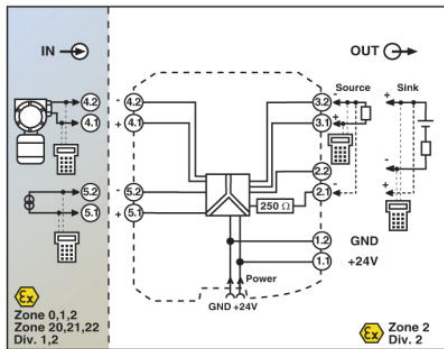 IN
OUT
4.2
4.1
5.2
5.1
- 4.2
+ 4.1
- 5.2
+ 5.1
250 Ω
3.2 -
3.1 +
2.2
2.1 -
Source
Sink
+
-
+
1.2 GND
1.1 +24V
Power
GND +24V
Ex
Zone 0,1,2
Zone 20,21,22
Div. 1,2
Ex
Zone 2
Div. 2